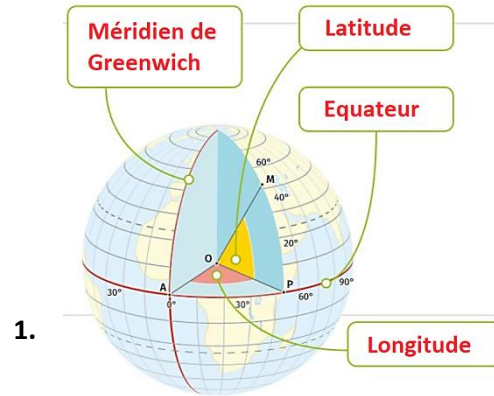 Méridien de
Greenwich
Latitude
Equateur
60°
M
40°
20°
O
A
P
30°
0°
30°
60°
90°
1.
Longitude